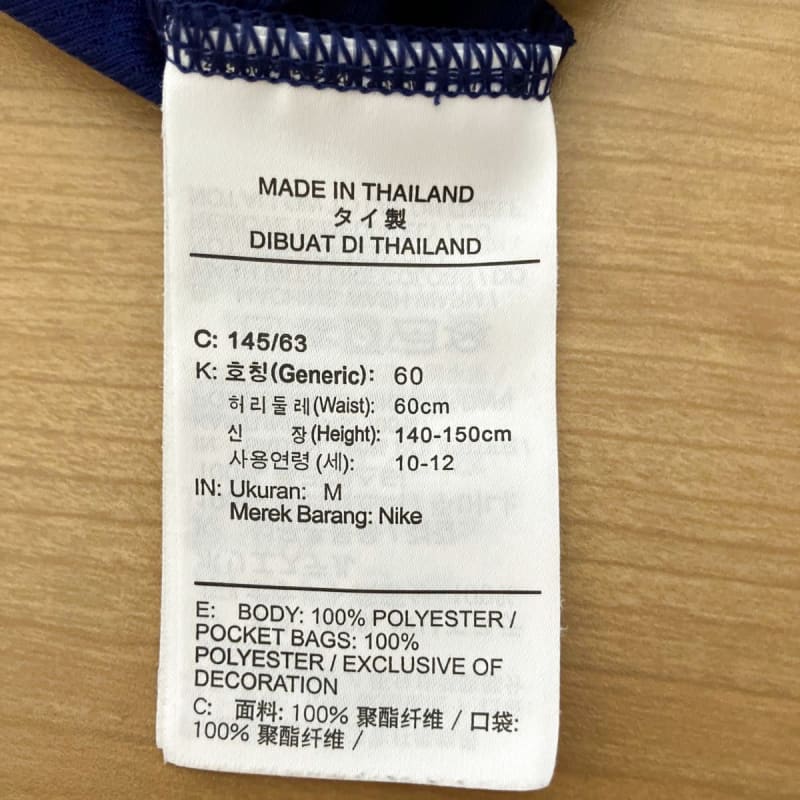 MADE IN THAILAND
タイ製
DIBUAT DI THAILAND
C: 145/63
K: 호칭(Generic): 60
허리둘레(Waist): 60cm
신 장(Height): 140-150cm
사용연령(세): 10-12
IN: Ukuran: M
Merek Barang: Nike
E: BODY: 100% POLYESTER /
POCKET BAGS: 100%
POLYESTER / EXCLUSIVE OF
DECORATION
C: 面料: 100% 聚酯纤维 / 口袋:
100% 聚酯纤维 /